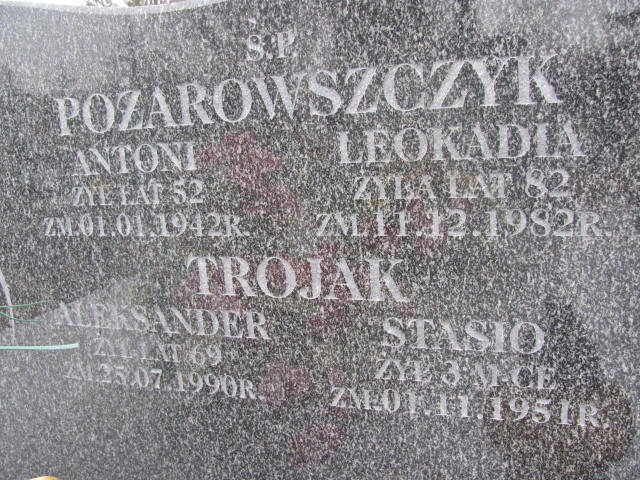 Ś.P.
POZAROWSZCZYK
ANTONI
ŻYŁ LAT 52
ZM.01.01.1942R.
LEOKADIA
ŻYŁA LAT 82
ZM.11.12.1982R.
TROJAK
ALEKSANDER
ŻYŁ LAT 69
ZM.25.07.1990R.
STASIO
ŻYŁ 3 M-CE
ZM.01.11.1951R.